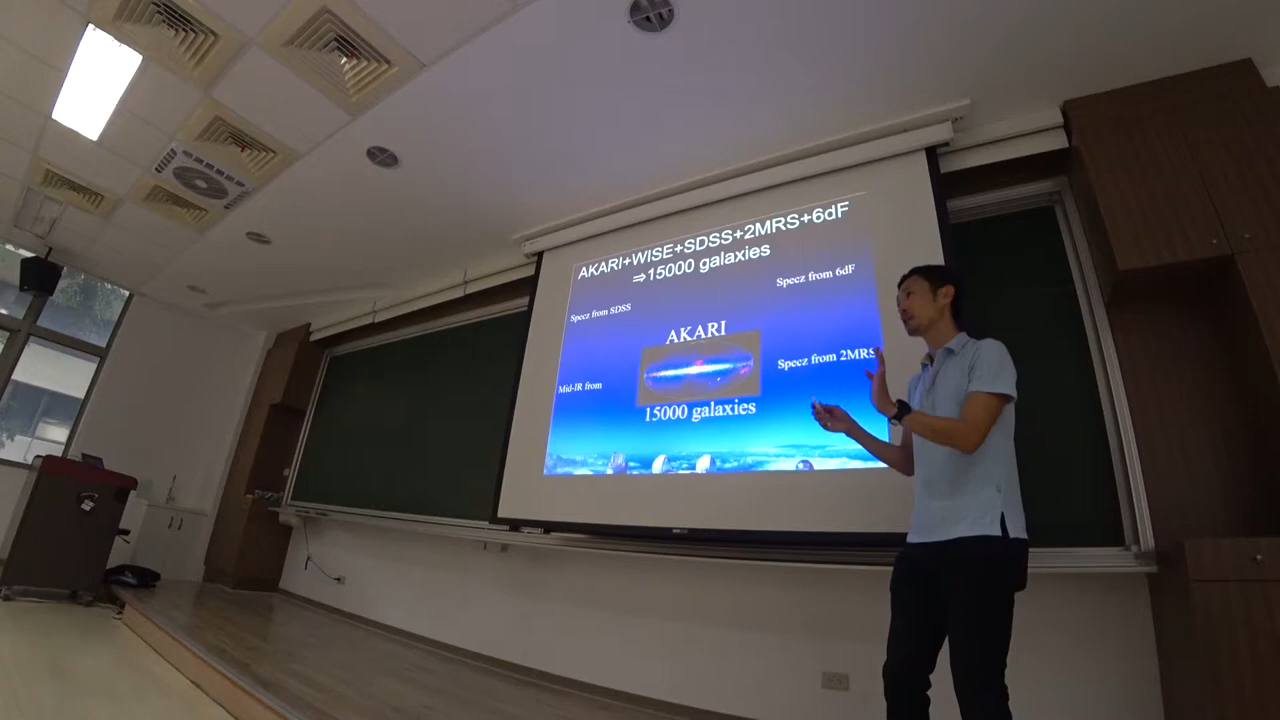 AKARI+WISE+SDSS+2MRS+6dF
⇒15000 galaxies
Specz from 6dF
Specz from SDSS
AKARI
Specz from 2MRS
Mid-IR from
15000 galaxies